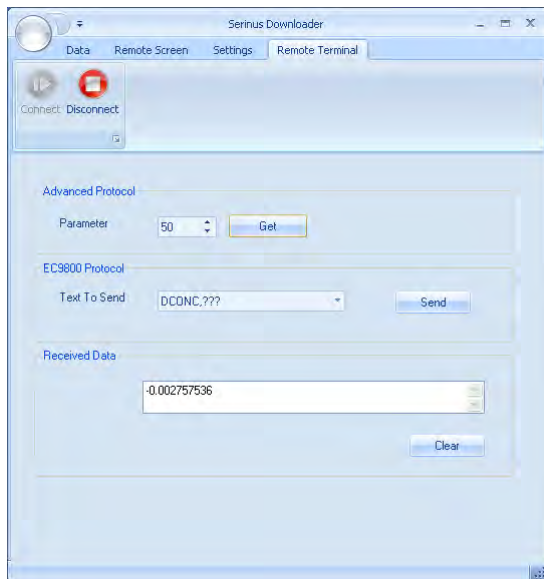 Serinus Downloader
Data Remote Screen Settings Remote Terminal
Connect Disconnect
Advanced Protocol
Parameter 50 Get
EC9800 Protocol
Text To Send DCONC,??? Send
Received Data
-0.002757536
Clear